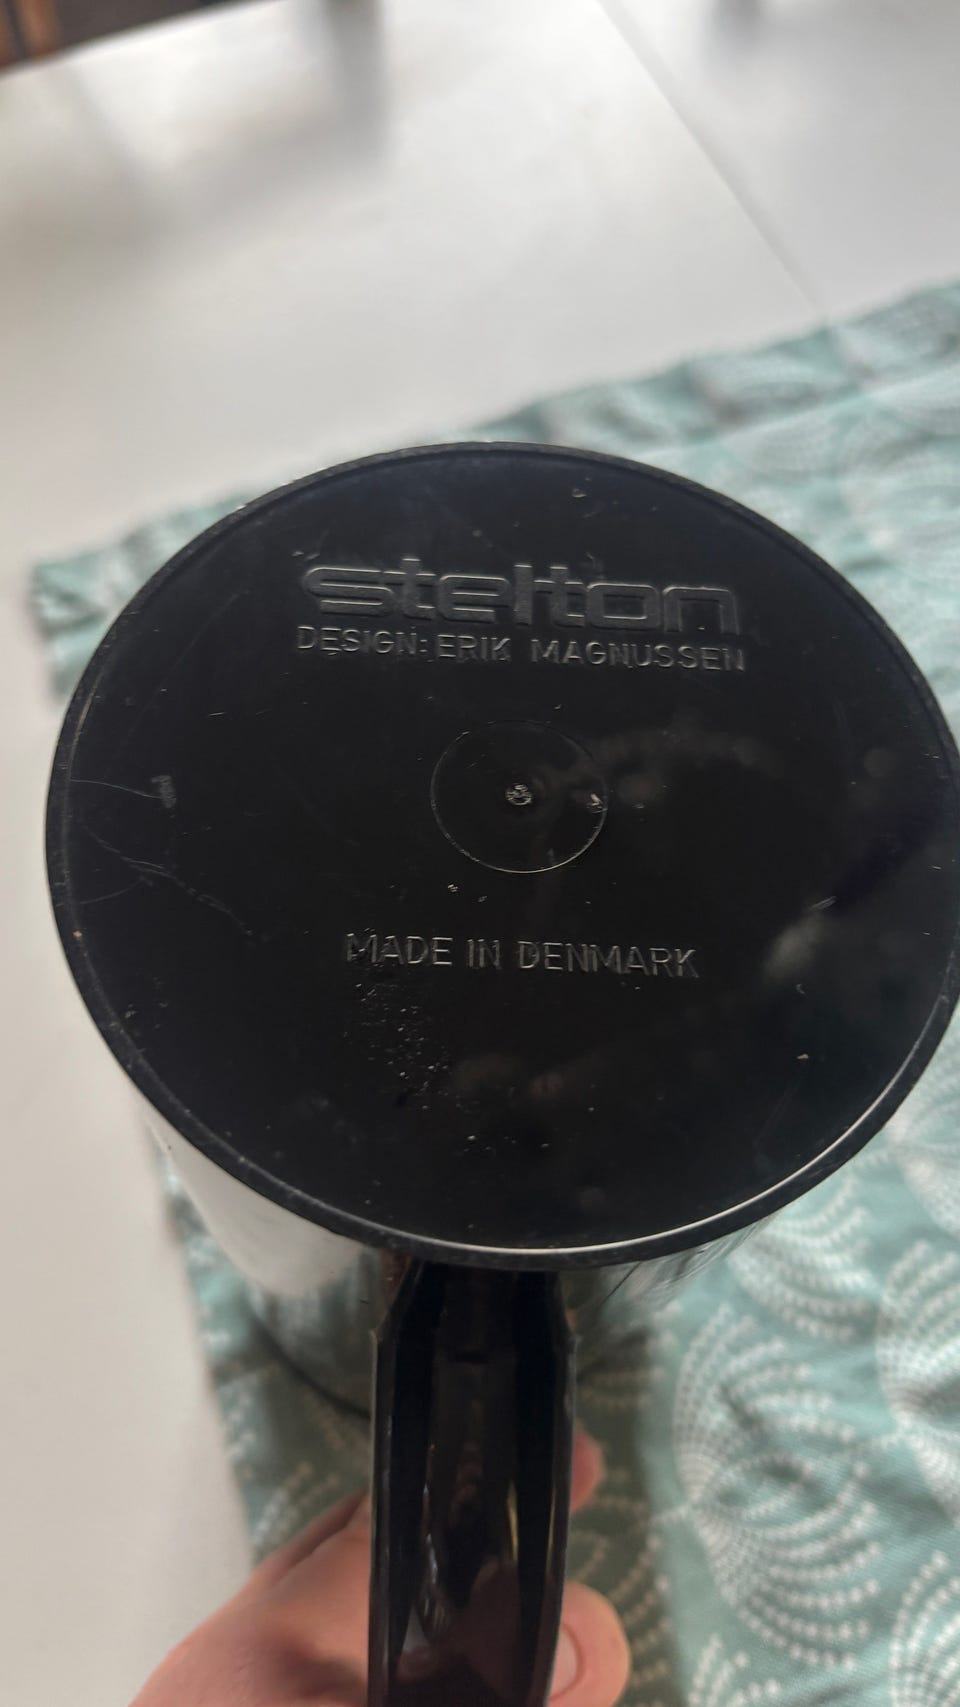 stelton
DESIGN: ERIK MAGNUSSEN
MADE IN DENMARK